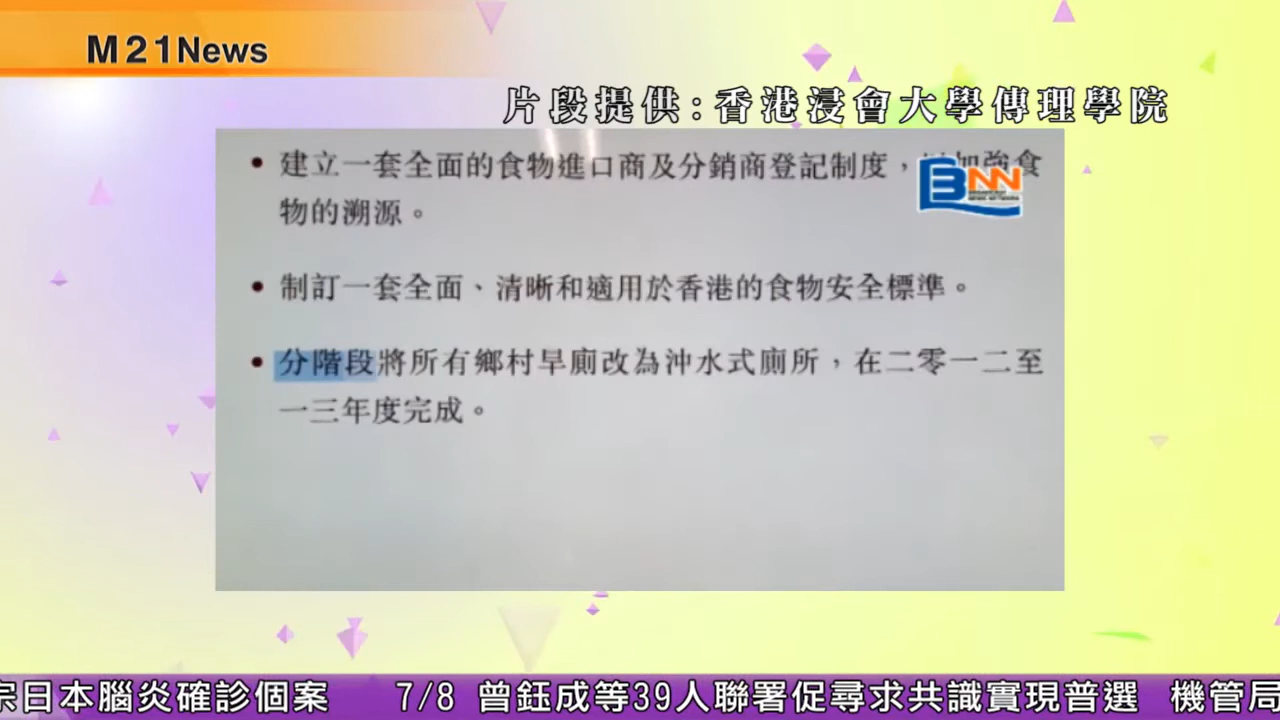 M21News
片段提供:香港浸會大學傳理學院
• 建立一套全面的食物進口商及分銷商登記制度，加強食
BNN
物的溯源。
• 制訂一套全面、清晰和適用於香港的食物安全標準。
• 分階段將所有鄉村旱廁改為沖水式廁所，在二零一二至
一三年度完成。
宗日本腦炎確診個案 7/8 曾鈺成等39人聯署促尋求共識實現普選 機管局